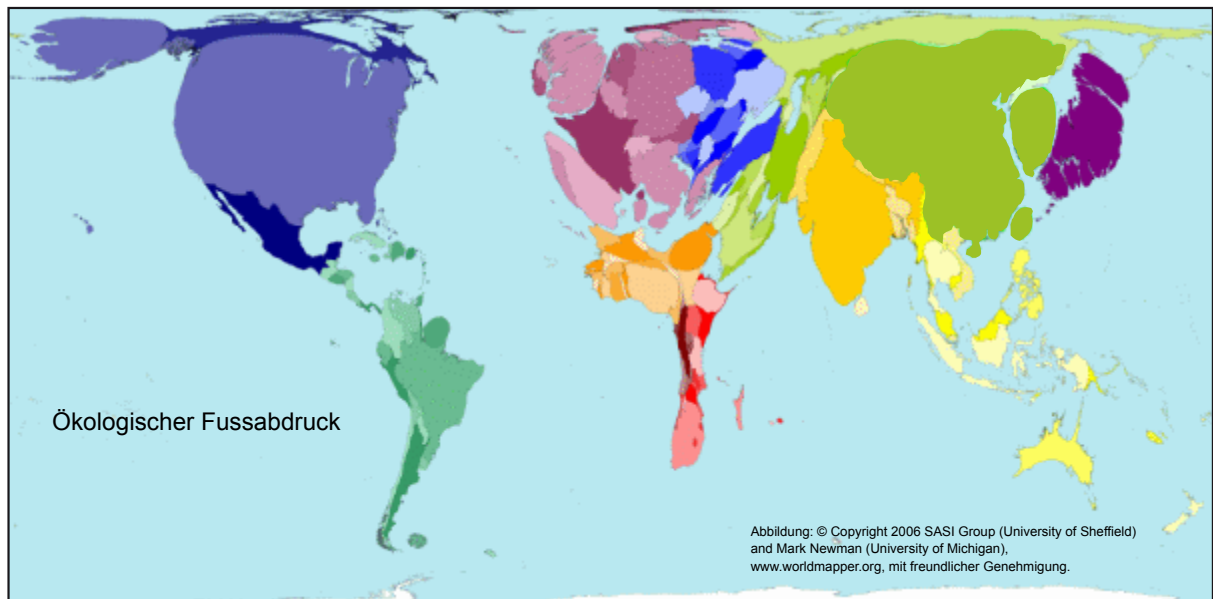 Ökologischer Fussabdruck
Abbildung: © Copyright 2006 SASI Group (University of Sheffield)
and Mark Newman (University of Michigan),
www.worldmapper.org, mit freundlicher Genehmigung.